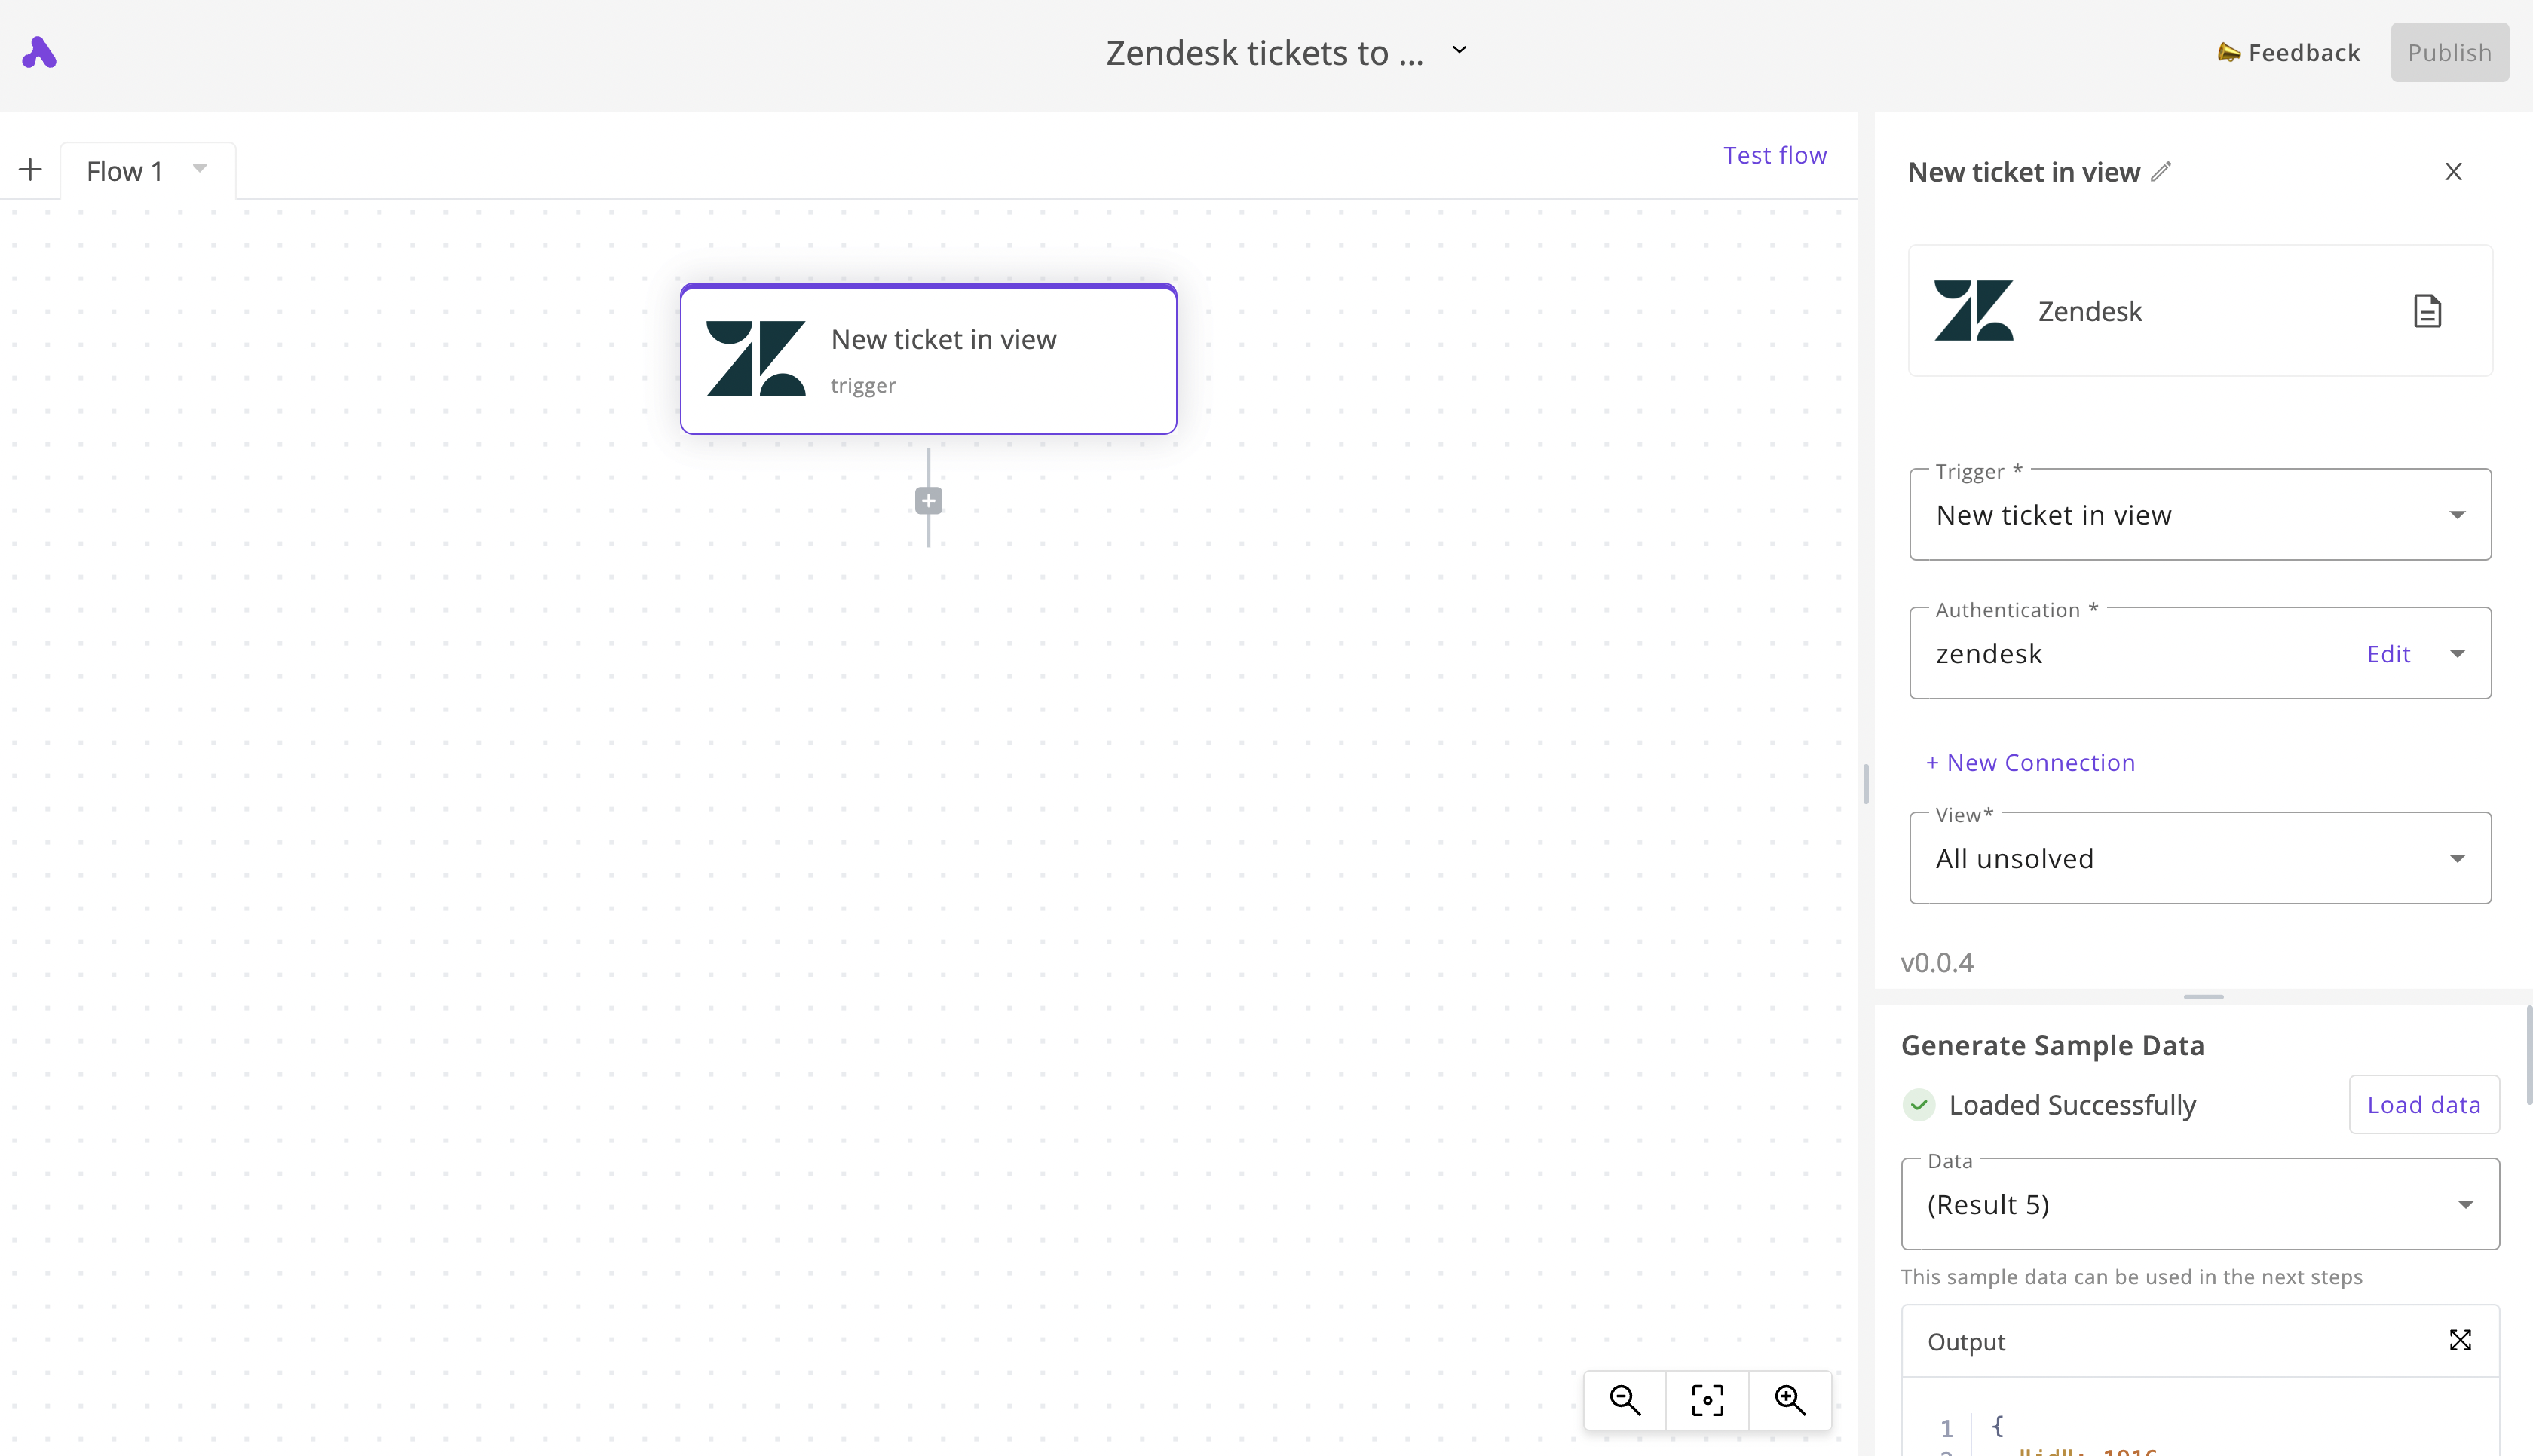 Zendesk tickets to ...
Feedback
Publish
Flow 1
Test flow
New ticket in view
trigger
New ticket in view
Zendesk
Trigger *
New ticket in view
Authentication *
zendesk
Edit
+ New Connection
View*
All unsolved
v0.0.4
Generate Sample Data
Loaded Successfully
Load data
Data
(Result 5)
This sample data can be used in the next steps
Output
1 {